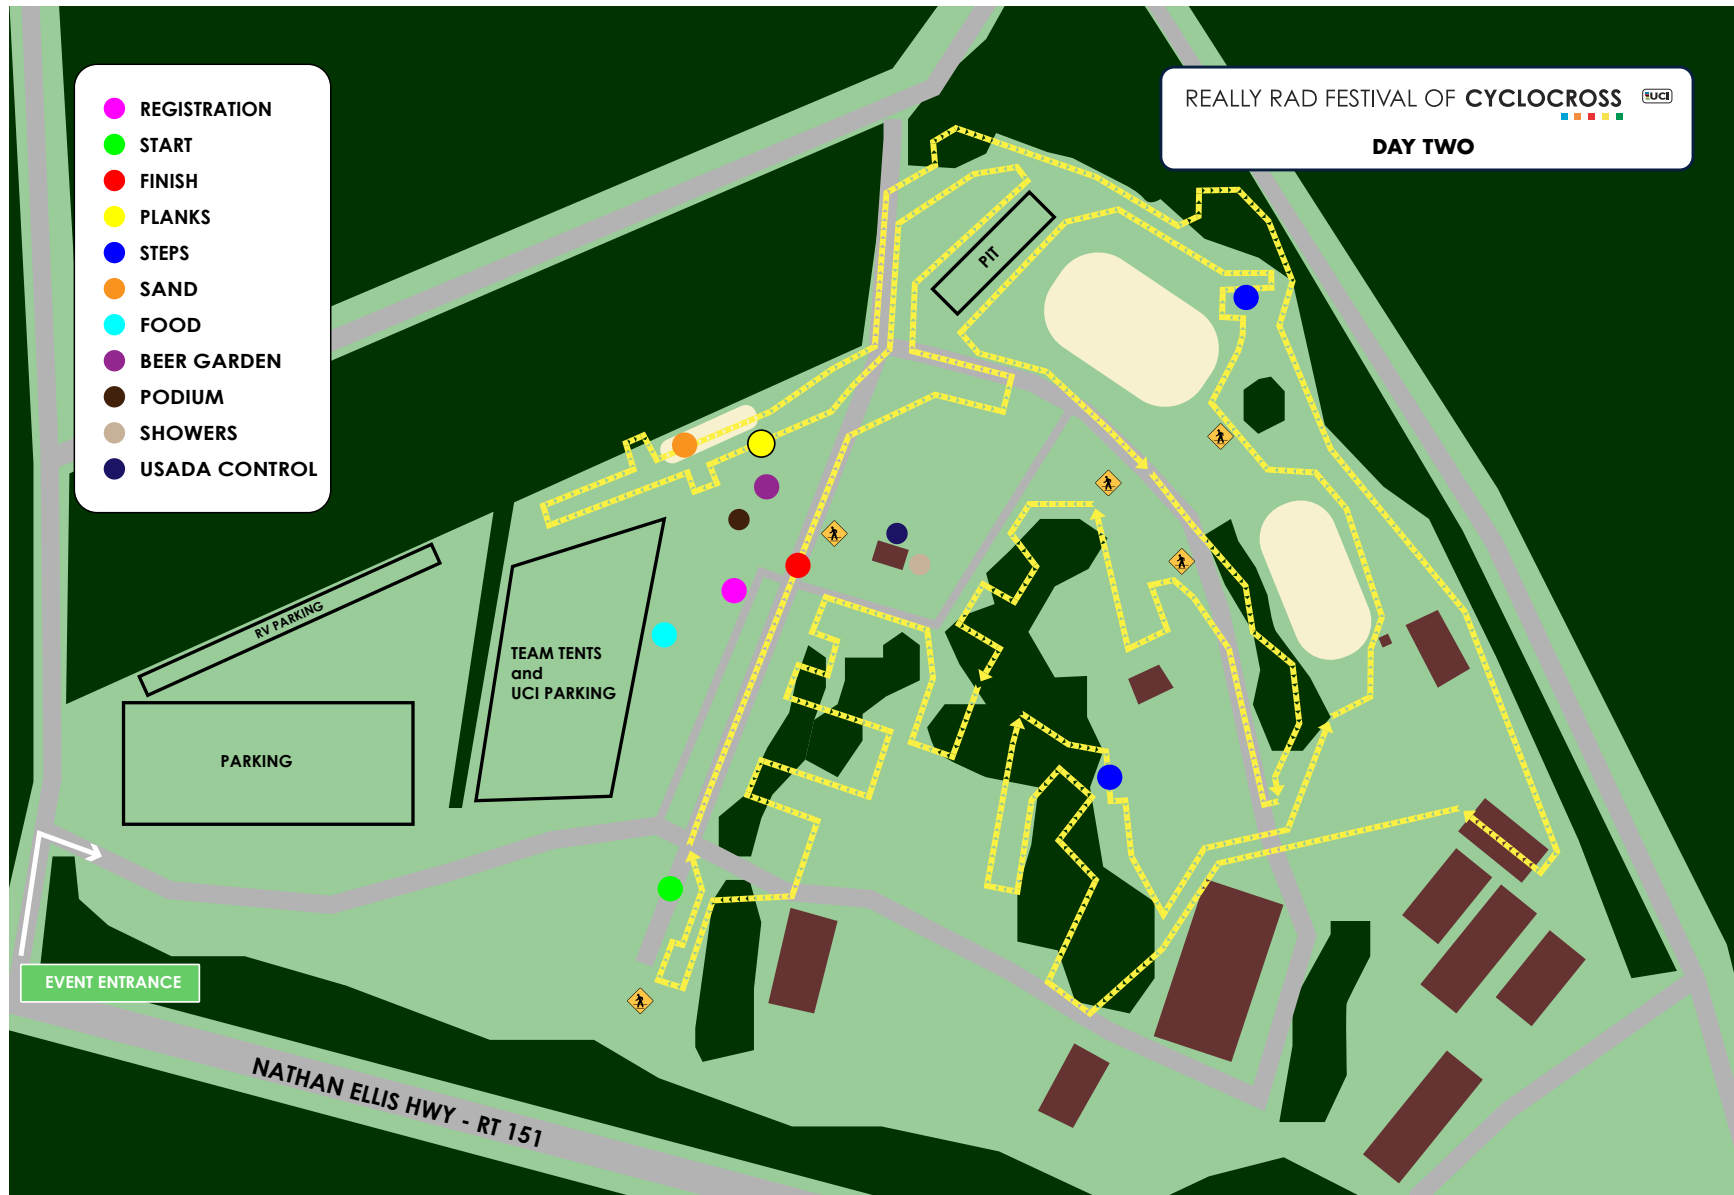 REGISTRATION
START
FINISH
PLANKS
STEPS
SAND
FOOD
BEER GARDEN
PODIUM
SHOWERS
USADA CONTROL
REALLY RAD FESTIVAL OF CYCLOCROSS
UCI
DAY TWO
PIT
RV PARKING
TEAM TENTS
and
UCI PARKING
PARKING
EVENT ENTRANCE
NATHAN ELLIS HWY - RT 151